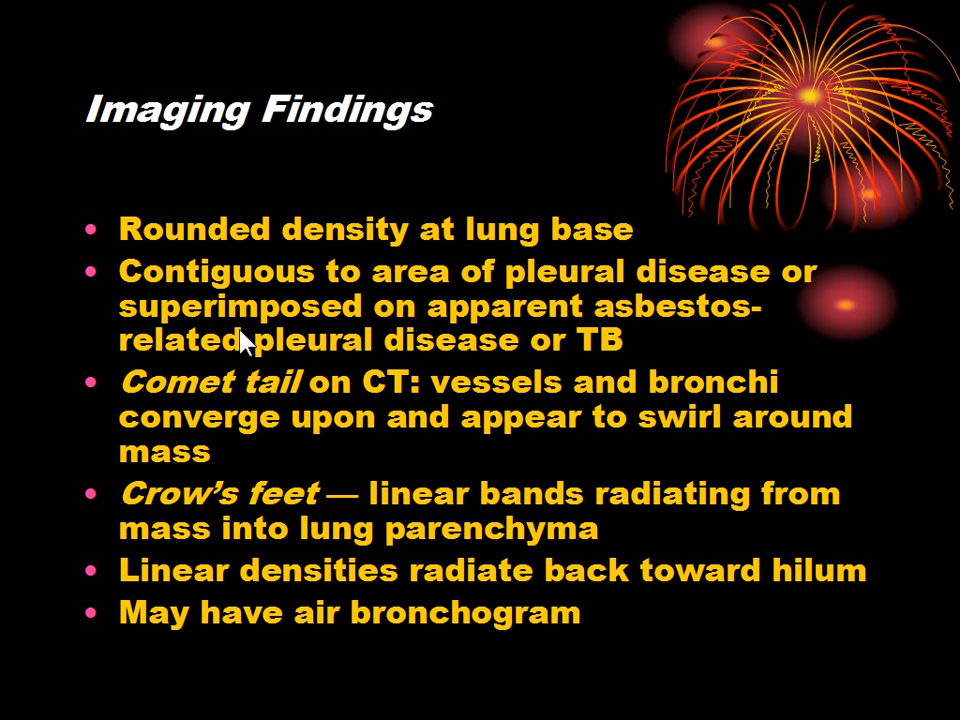 Imaging Findings
• Rounded density at lung base
• Contiguous to area of pleural disease or
superimposed on apparent asbestos-
related pleural disease or TB
• Comet tail on CT: vessels and bronchi
converge upon and appear to swirl around
mass
• Crow's feet — linear bands radiating from
mass into lung parenchyma
• Linear densities radiate back toward hilum
• May have air bronchogram